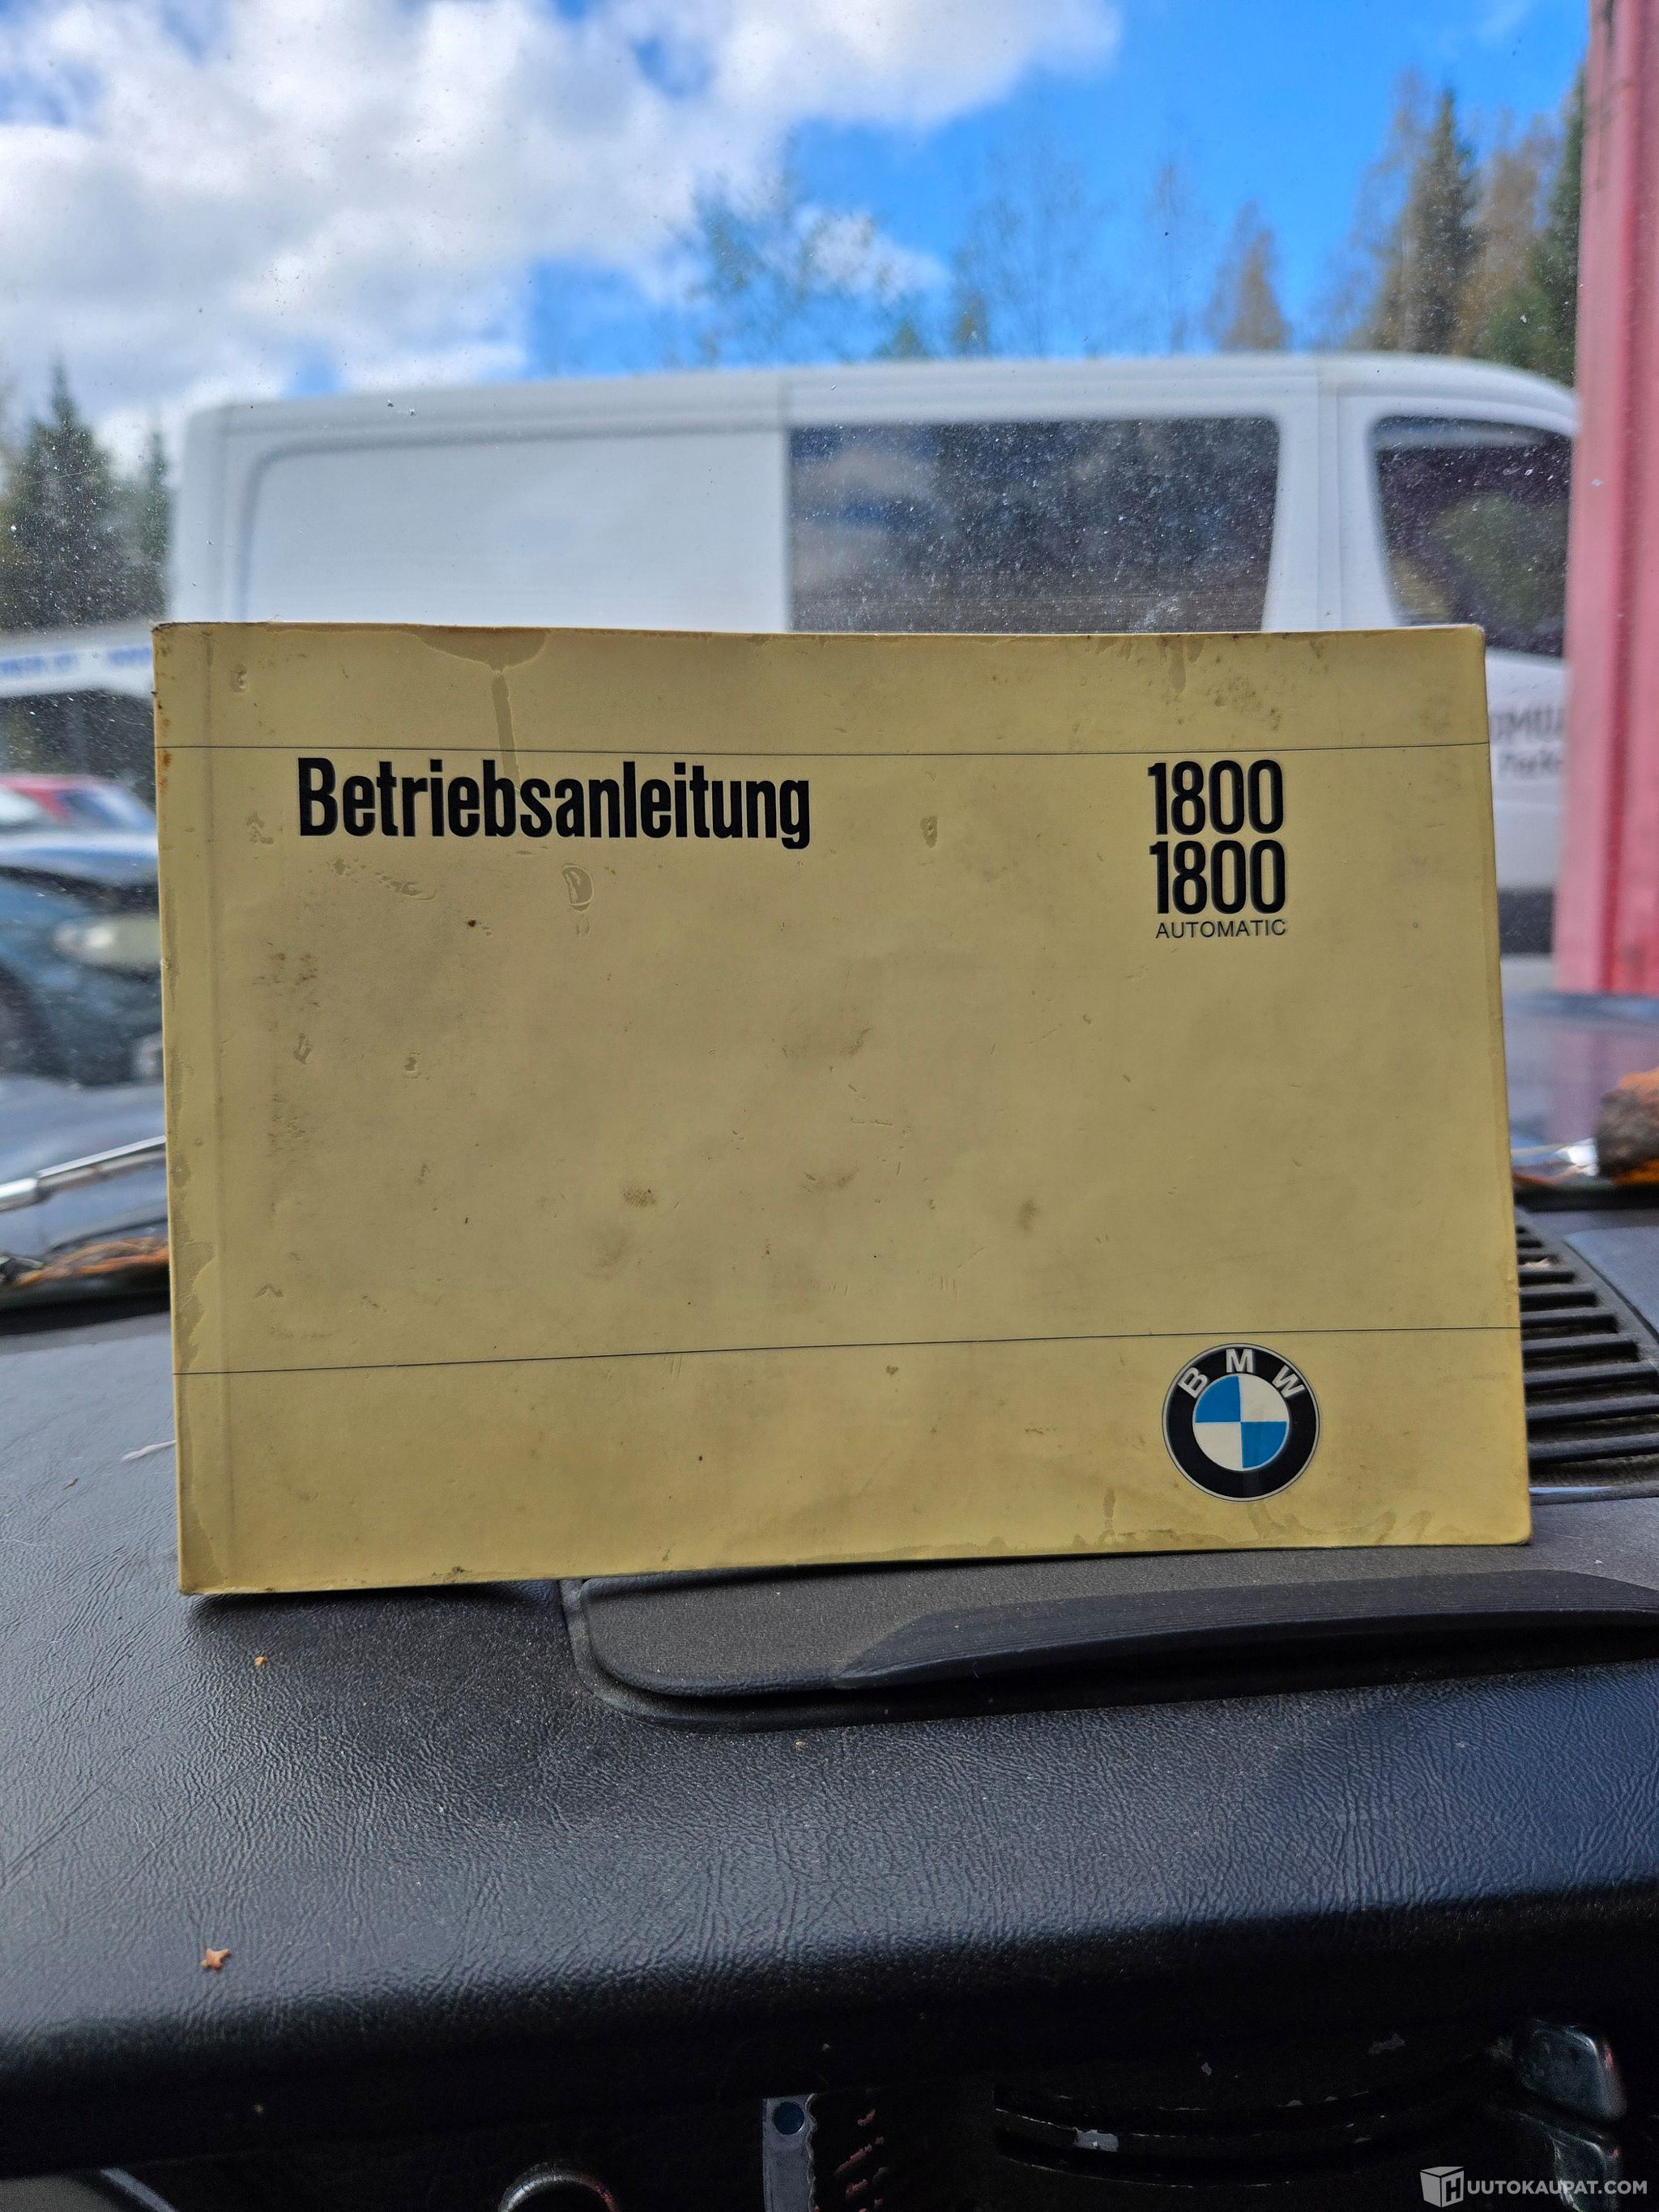 Betriebsanleitung
1800
1800
AUTOMATIC
BMW
HUUTOKAUPAT.COM